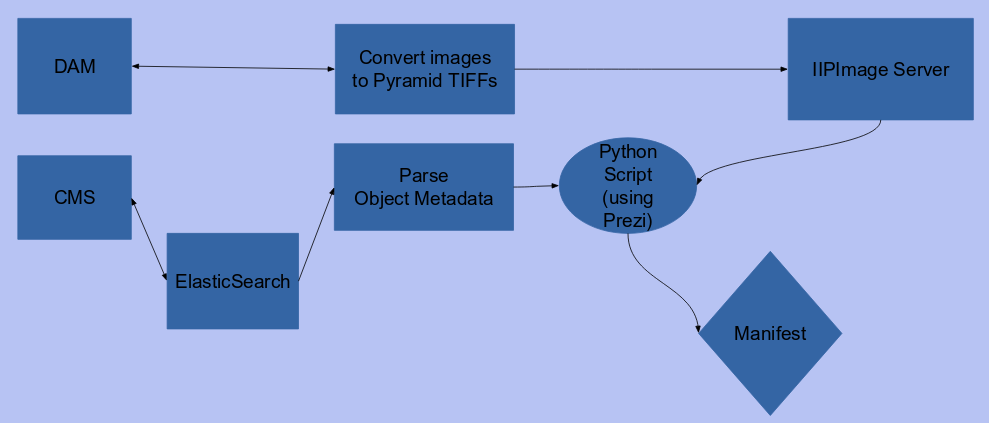 DAM
Convert images
to Pyramid TIFFs
IIPImage Server
CMS
ElasticSearch
Parse
Object Metadata
Python
Script
(using
Prezi)
Manifest